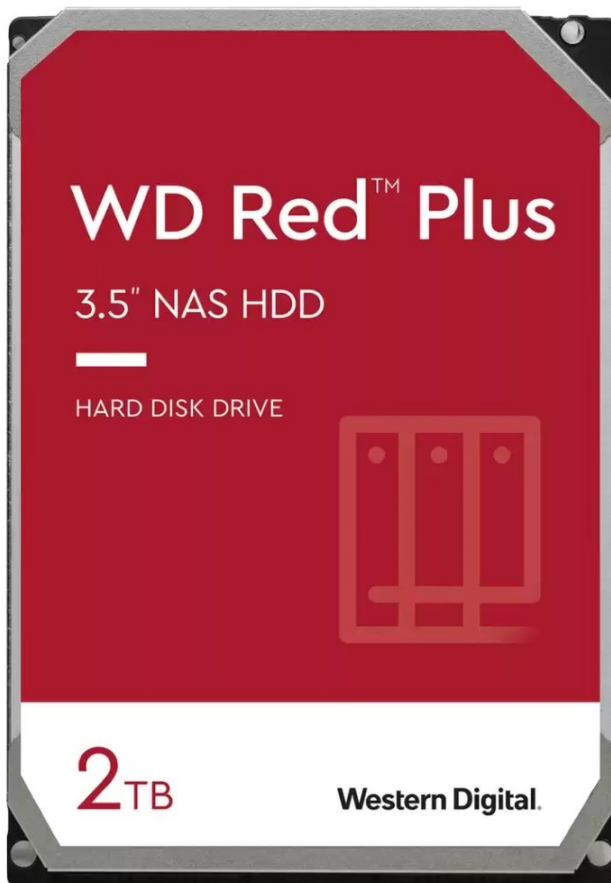 WD Red™ Plus
3.5" NAS HDD
HARD DISK DRIVE
2TB
Western Digital.